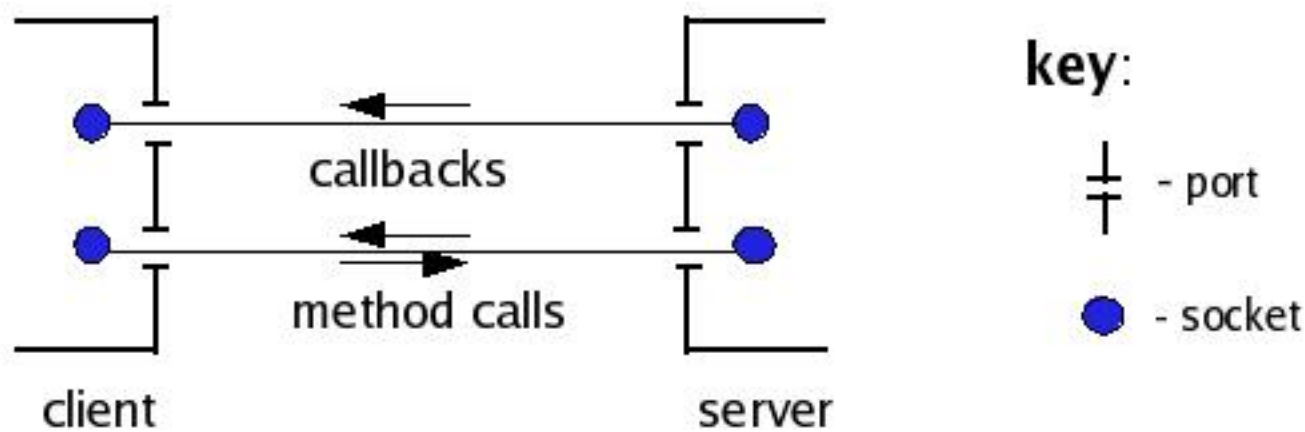 key:
callbacks
- port
method calls
- socket
client
server